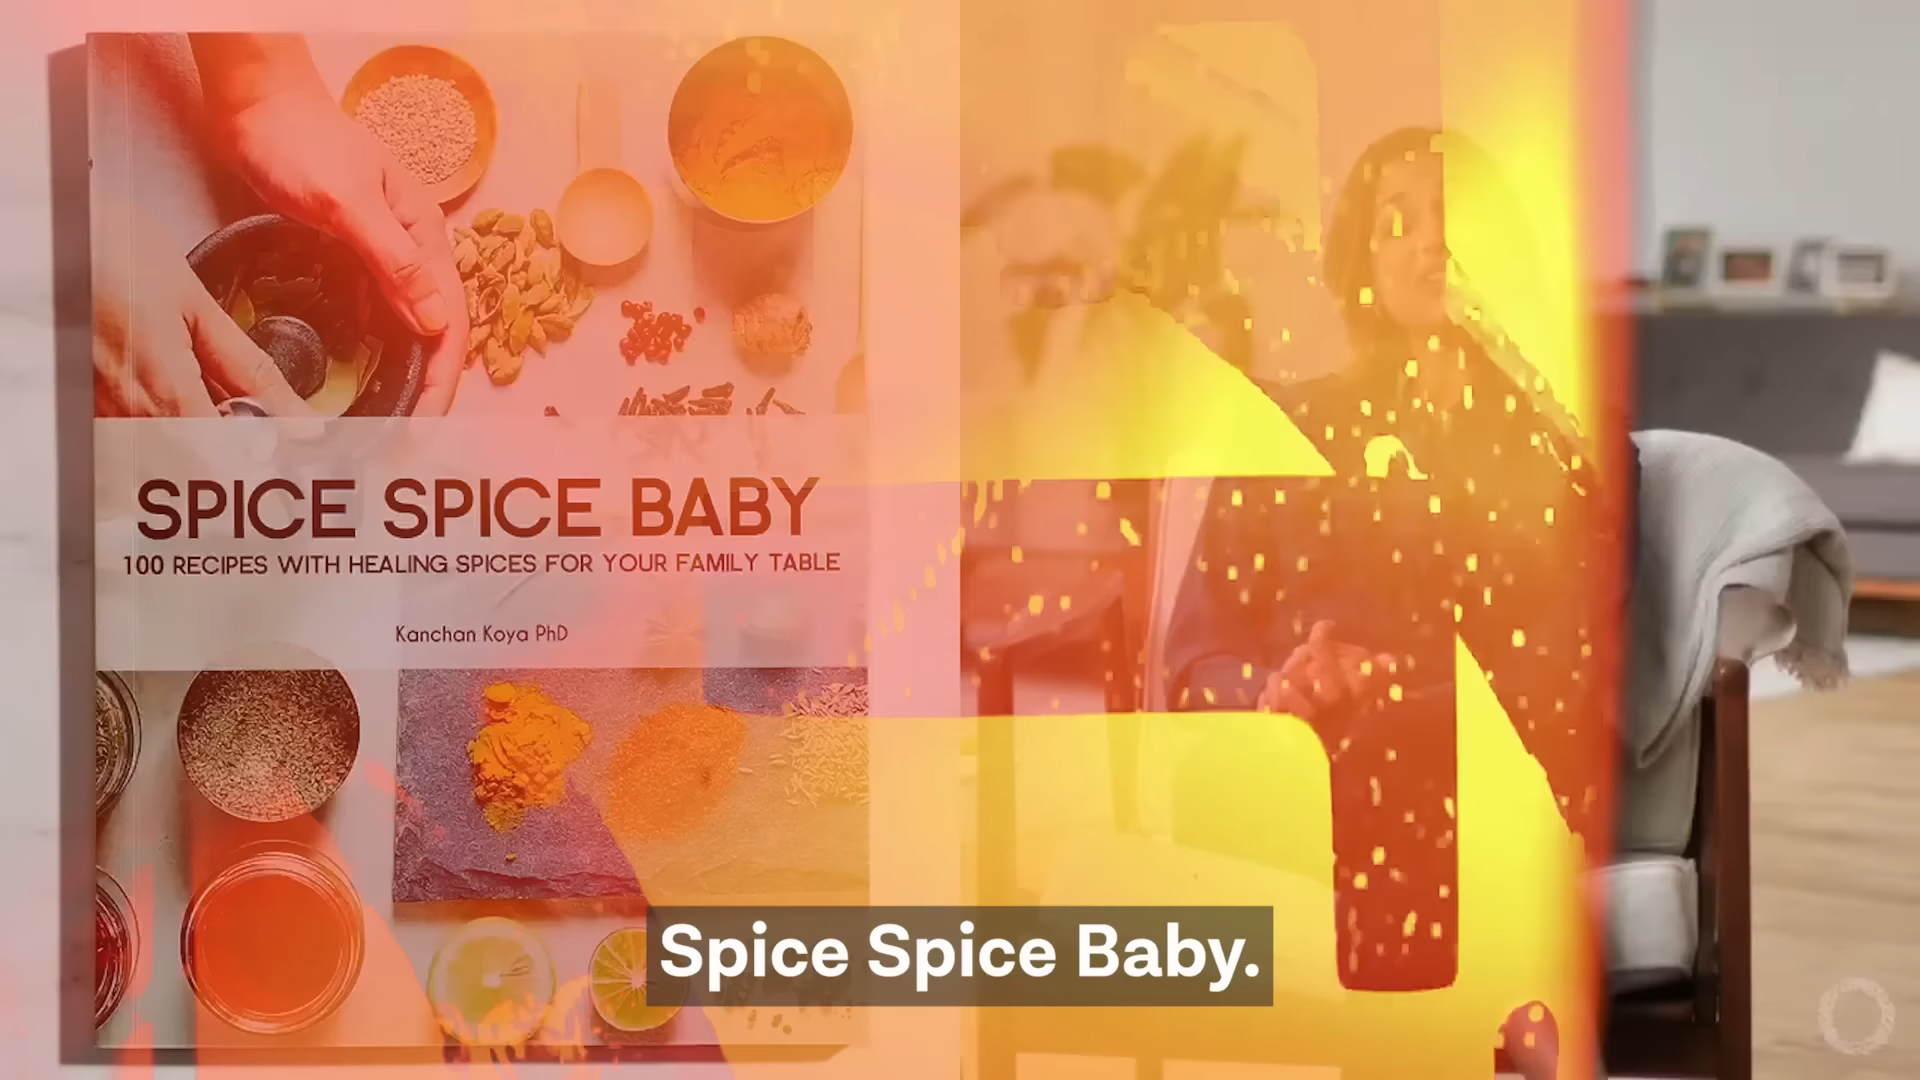 SPICE SPICE BABY
100 RECIPES WITH HEALING SPICES FOR YOUR FAMILY TABLE
Kanchan Koya PhD
Spice Spice Baby.